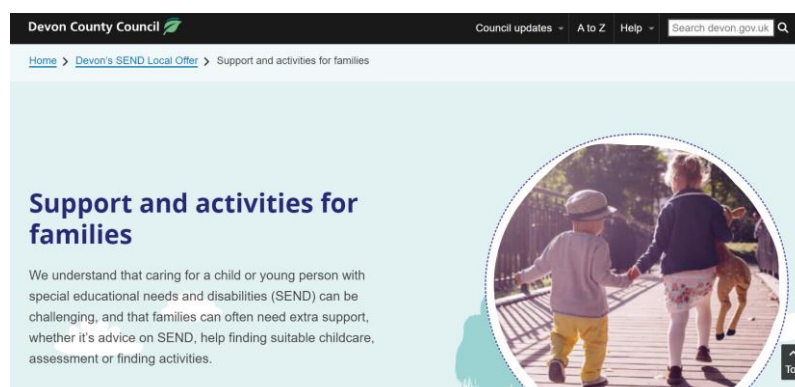 Devon County Council
Council updates A to Z Help Search devon.gov.uk
Home > Devon's SEND Local Offer > Support and activities for families
Support and activities for
families
We understand that caring for a child or young person with
special educational needs and disabilities (SEND) can be
challenging, and that families can often need extra support,
whether it's advice on SEND, help finding suitable childcare,
assessment or finding activities.
To